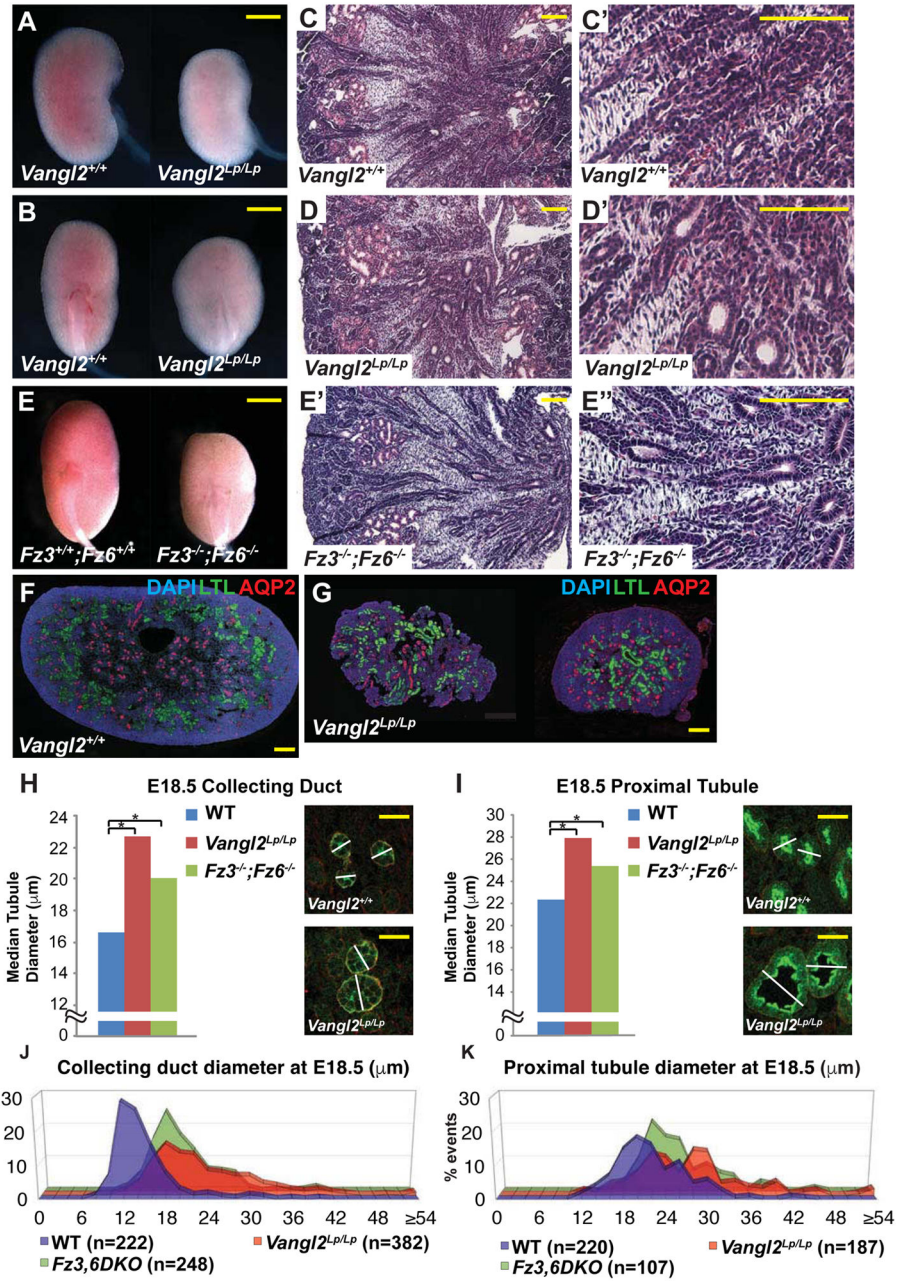 A
Vangl2+/+
Vangl2Lp/Lp
C
Vangl2+/+
C'
Vangl2+/+
B
Vangl2+/+
Vangl2Lp/Lp
D
Vangl2Lp/Lp
D'
Vangl2Lp/Lp
E
Fz3+/+;Fz6+/+
Fz3-/-;Fz6-/-
E'
Fz3-/-;Fz6-/-
E''
Fz3-/-;Fz6-/-
F
DAPI LTL AQP2
Vangl2+/+
G
DAPI LTL AQP2
Vangl2Lp/Lp
H
E18.5 Collecting Duct
Median Tubule
Diameter (μm)
24
22
20
18
16
14
12
0
*
*
WT
Vangl2Lp/Lp
Fz3-/-;Fz6-/-
Vangl2+/+
Vangl2Lp/Lp
I
E18.5 Proximal Tubule
Median Tubule
Diameter (μm)
30
28
26
24
22
20
18
16
14
0
*
*
WT
Vangl2Lp/Lp
Fz3-/-;Fz6-/-
Vangl2+/+
Vangl2Lp/Lp
J
Collecting duct diameter at E18.5 (μm)
30
20
10
0
0 6 12 18 24 30 36 42 48 ≥54
WT (n=222)
Vangl2Lp/Lp (n=382)
Fz3,6DKO (n=248)
K
Proximal tubule diameter at E18.5 (μm)
% events
30
20
10
0
0 6 12 18 24 30 36 42 48 ≥54
WT (n=220)
Vangl2Lp/Lp (n=187)
Fz3,6DKO (n=107)